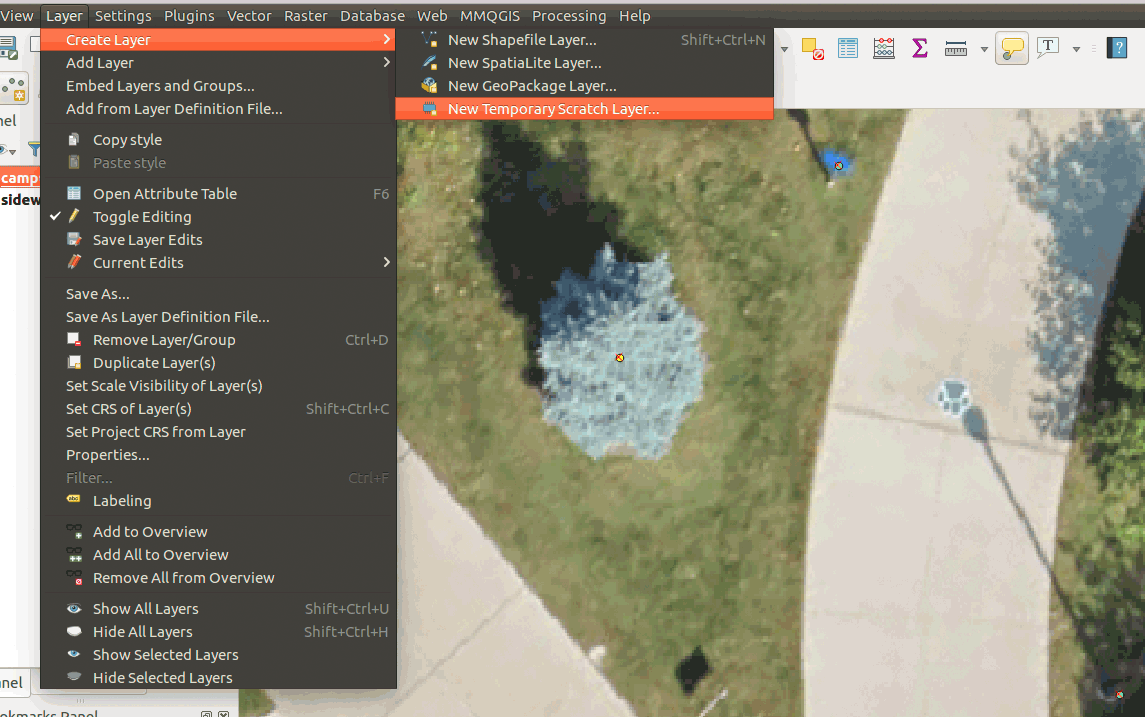 View Layer Settings Plugins Vector Raster Database Web MMQGIS Processing Help
Create Layer
Add Layer
Embed Layers and Groups...
Add from Layer Definition File...
Copy style
Paste style
Open Attribute Table F6
Toggle Editing
Save Layer Edits
Current Edits
Save As...
Save As Layer Definition File...
Remove Layer/Group Ctrl+D
Duplicate Layer(s)
Set Scale Visibility of Layer(s)
Set CRS of Layer(s) Shift+Ctrl+C
Set Project CRS from Layer
Properties...
Filter... Ctrl+F
abc Labeling
Add to Overview
Add All to Overview
Remove All from Overview
Show All Layers Shift+Ctrl+U
Hide All Layers Shift+Ctrl+H
Show Selected Layers
Hide Selected Layers
New Shapefile Layer... Shift+Ctrl+N
New SpatiaLite Layer...
New GeoPackage Layer...
New Temporary Scratch Layer...
T
?
nel
camp
sidew
nel
okmarks Panel